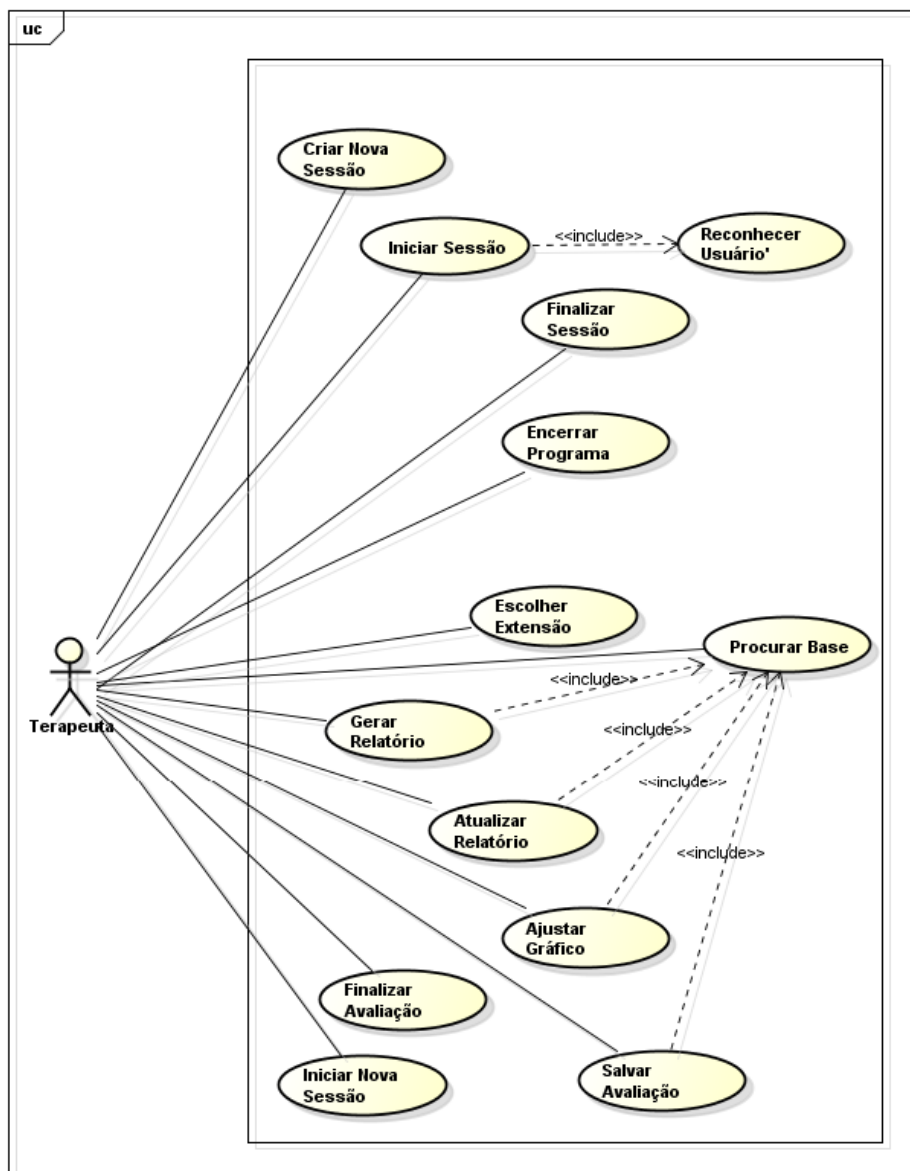 uc
Criar Nova
Sessão
Iniciar Sessão
<<include>>
Reconhecer
Usuário'
Finalizar
Sessão
Encerrar
Programa
Escolher
Extensão
Procurar Base
<<include>>
Terapeuta
Gerar
Relatório
<<include>>
<<include>>
Atualizar
Relatório
<<include>>
Ajustar
Gráfico
Finalizar
Avaliação
Iniciar Nova
Sessão
Salvar
Avaliação